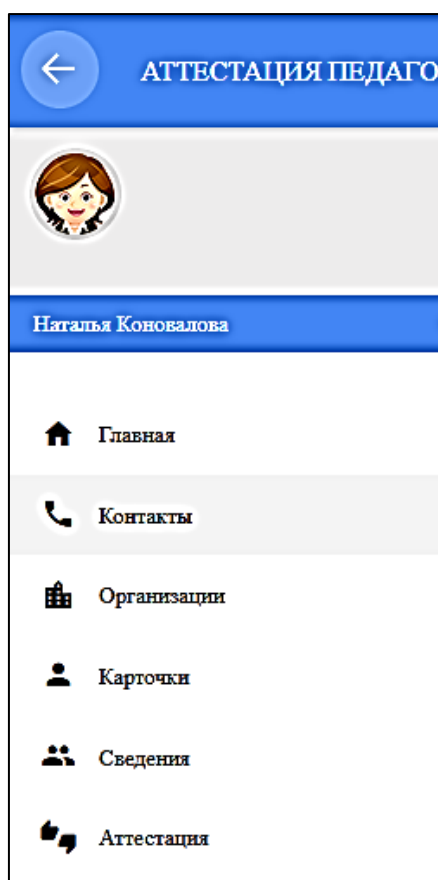 АТТЕСТАЦИЯ ПЕДАГО
Наталья Коновалова
Главная
Контакты
Организации
Карточки
Сведения
Аттестация